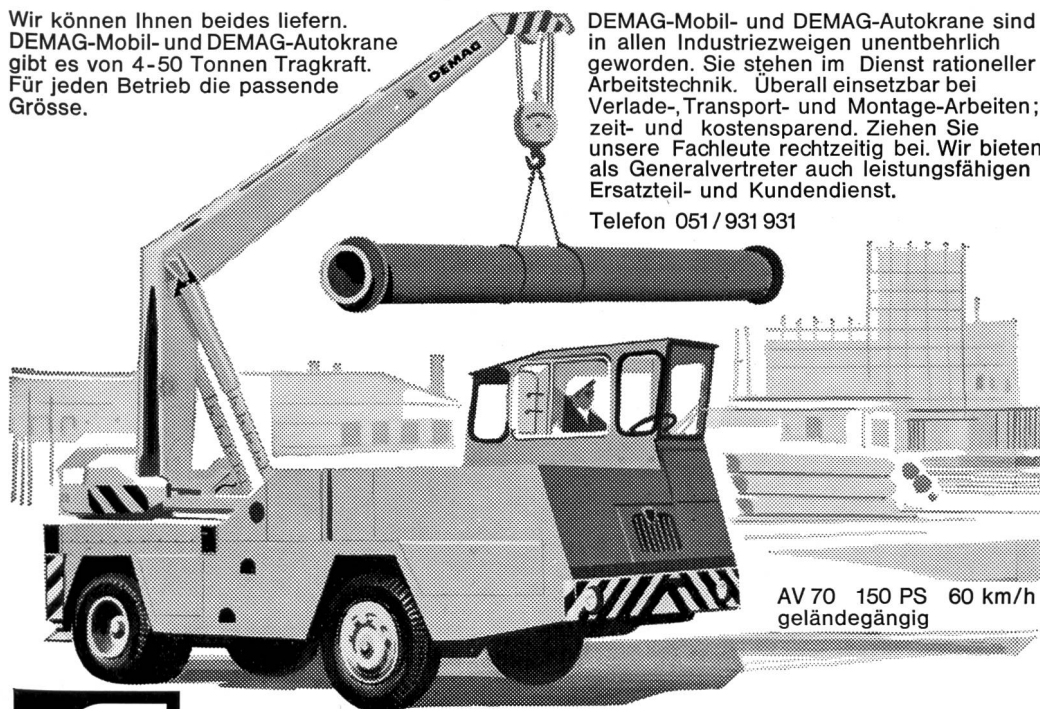 Wir können Ihnen beides liefern.
DEMAG-Mobil- und DEMAG-Autokrane
gibt es von 4-50 Tonnen Tragkraft.
Für jeden Betrieb die passende
Grösse.
DEMAG
DEMAG-Mobil- und DEMAG-Autokrane sind
in allen Industriezweigen unentbehrlich
geworden. Sie stehen im Dienst rationeller
Arbeitstechnik. Überall einsetzbar bei
Verlade-, Transport- und Montage-Arbeiten;
zeit- und kostensparend. Ziehen Sie
unsere Fachleute rechtzeitig bei. Wir bieten
als Generalvertreter auch leistungsfähigen
Ersatzteil- und Kundendienst.
Telefon 051/931 931
AV 70 150 PS 60 km/h
geländegängig